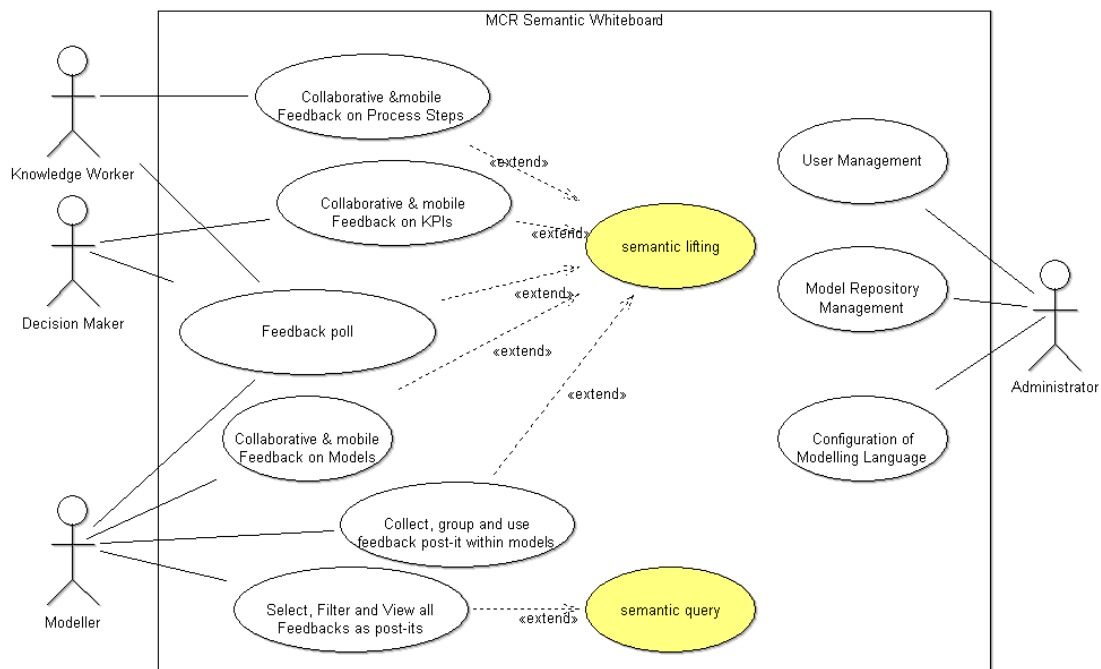 MCR Semantic Whiteboard
Collaborative &mobile
Feedback on Process Steps
Knowledge Worker
«extend»
User Management
Collaborative & mobile
Feedback on KPIs
«extend»
semantic lifting
Decision Maker
«extend»
Model Repository
Management
Feedback poll
«extend»
Administrator
«extend»
Collaborative & mobile
Feedback on Models
Configuration of
Modelling Language
Collect, group and use
feedback post-it within models
Modeller
Select, Filter and View all
Feedbacks as post-its
«extend»
semantic query